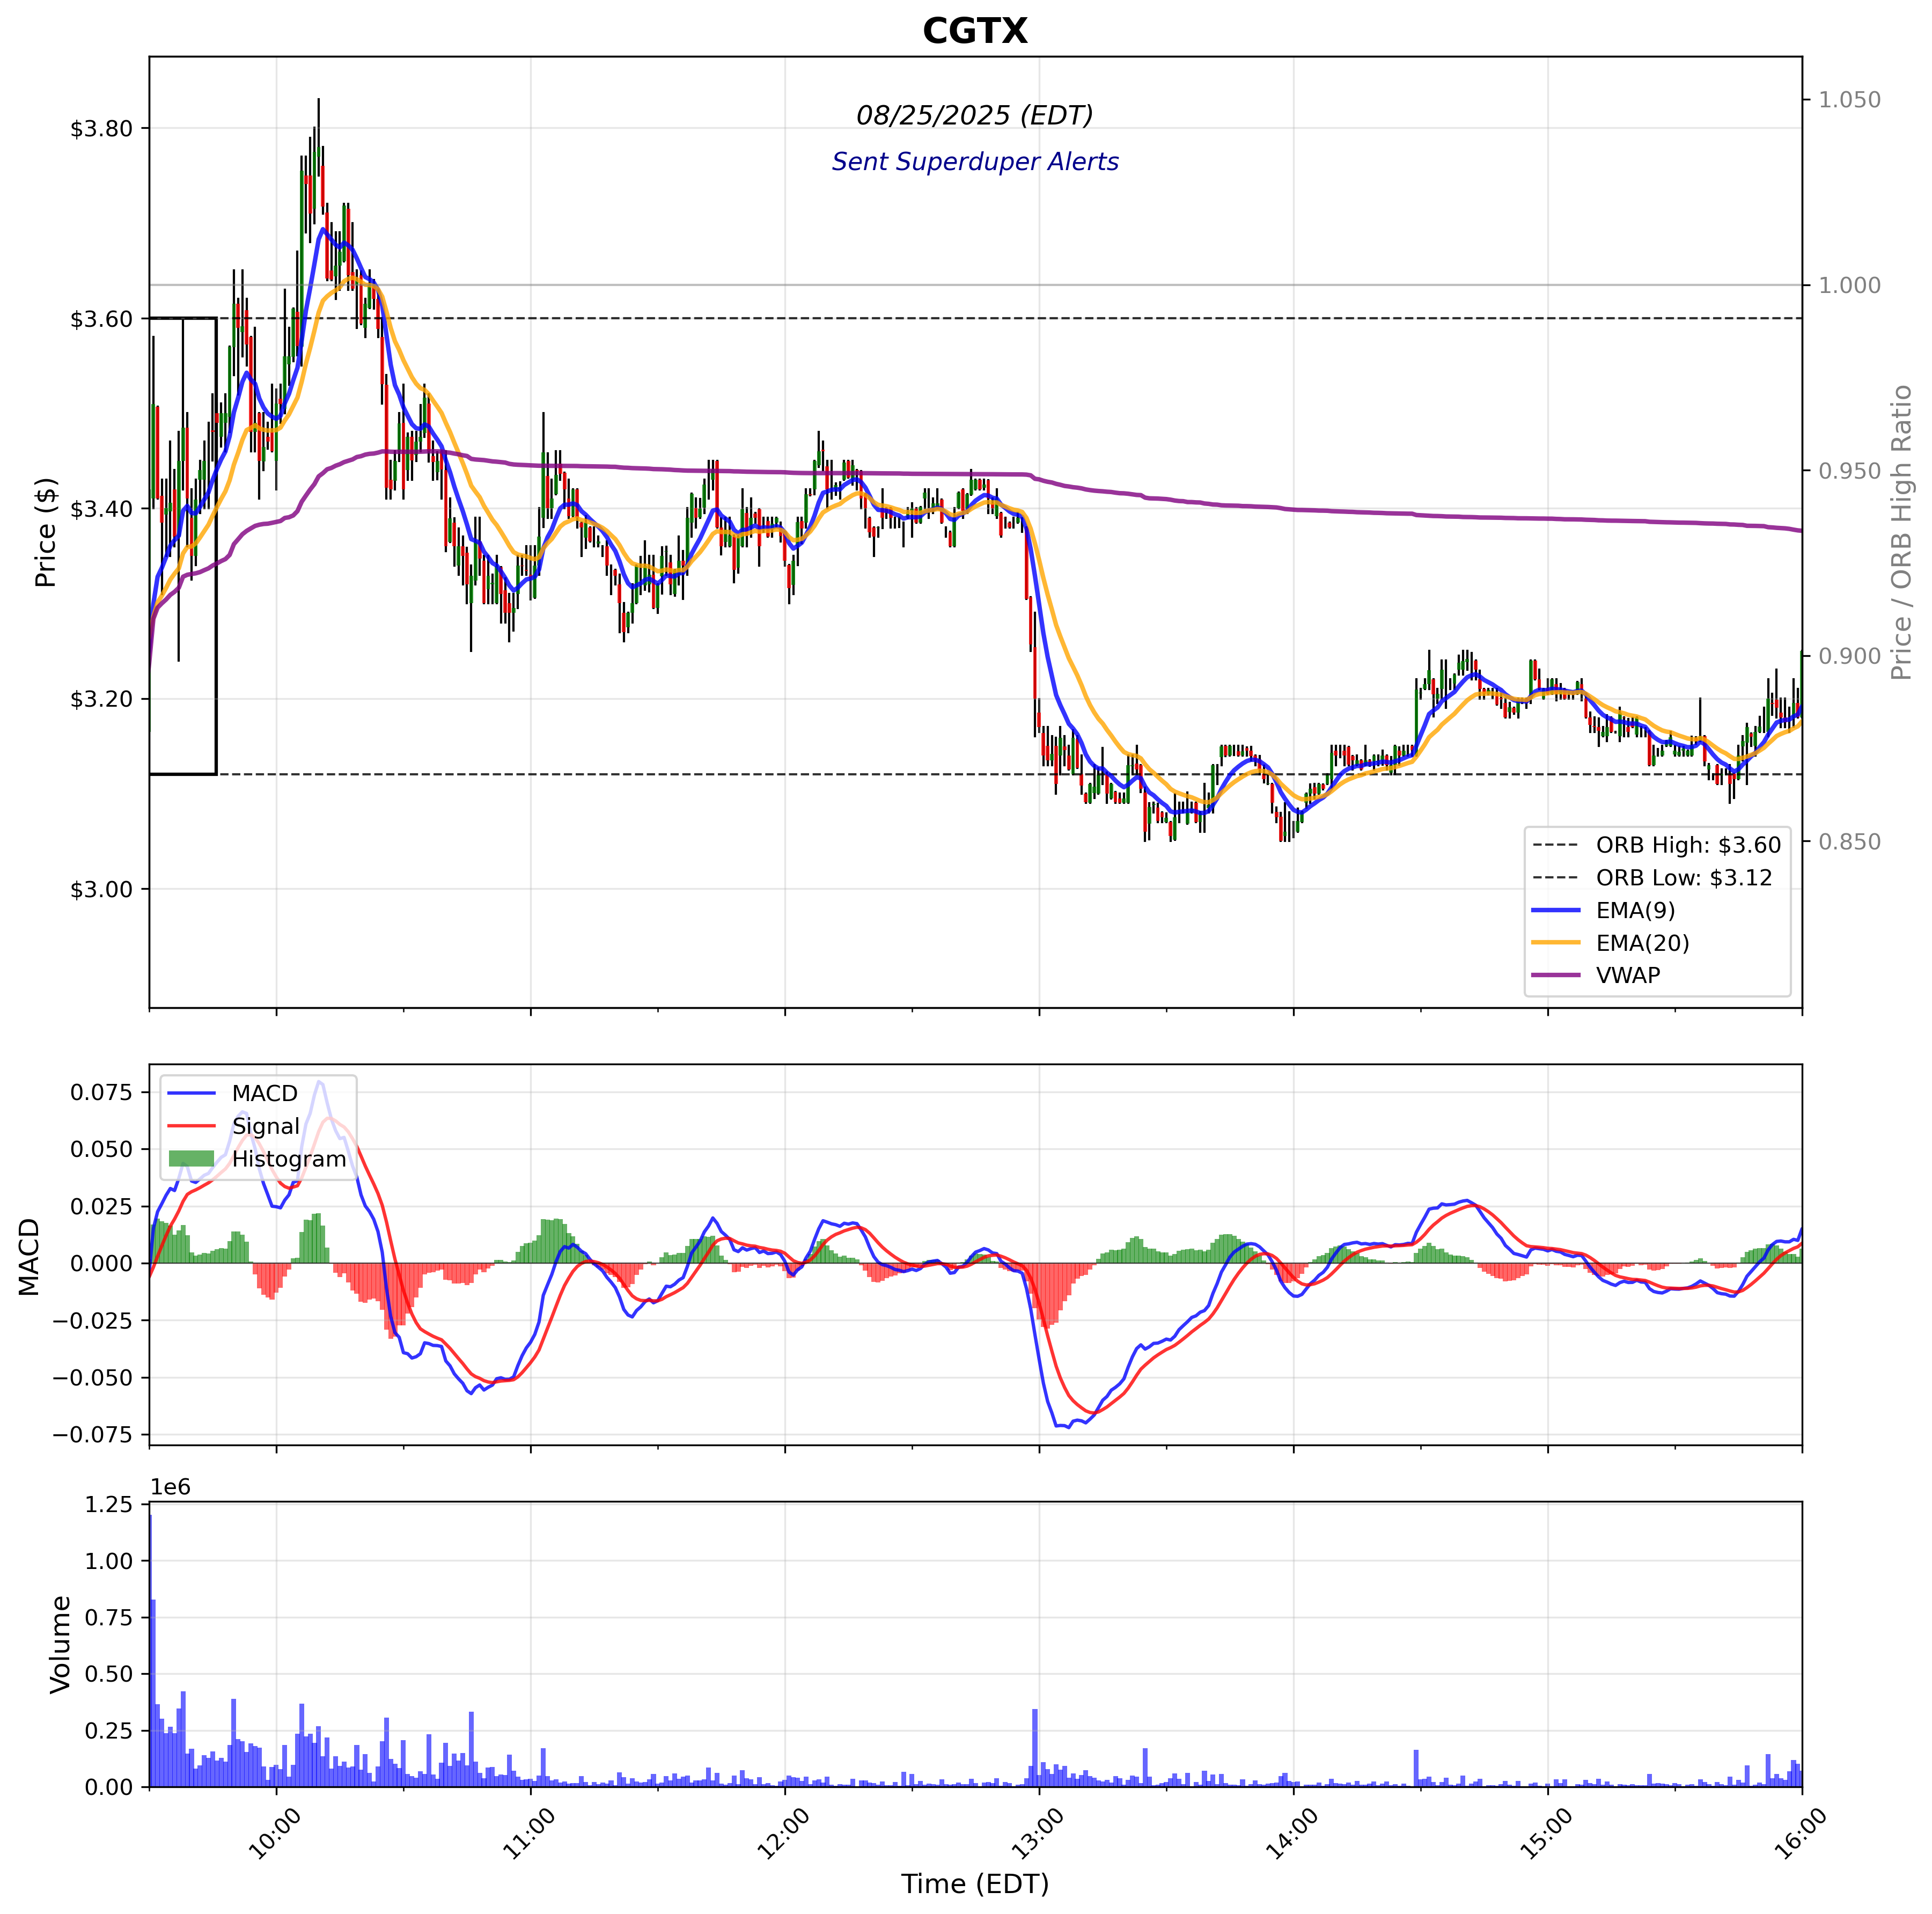 CGTX
08/25/2025 (EDT)
Sent Superduper Alerts
Price ($)
$3.80
$3.60
$3.40
$3.20
$3.00
1.050
1.000
0.950
0.900
0.850
Price / ORB High Ratio
ORB High: $3.60
ORB Low: $3.12
EMA(9)
EMA(20)
VWAP
MACD
0.075
0.050
0.025
0.000
−0.025
−0.050
−0.075
MACD
Signal
Histogram
1e6
Volume
1.25
1.00
0.75
0.50
0.25
0.00
10:00
11:00
12:00
13:00
14:00
15:00
16:00
Time (EDT)